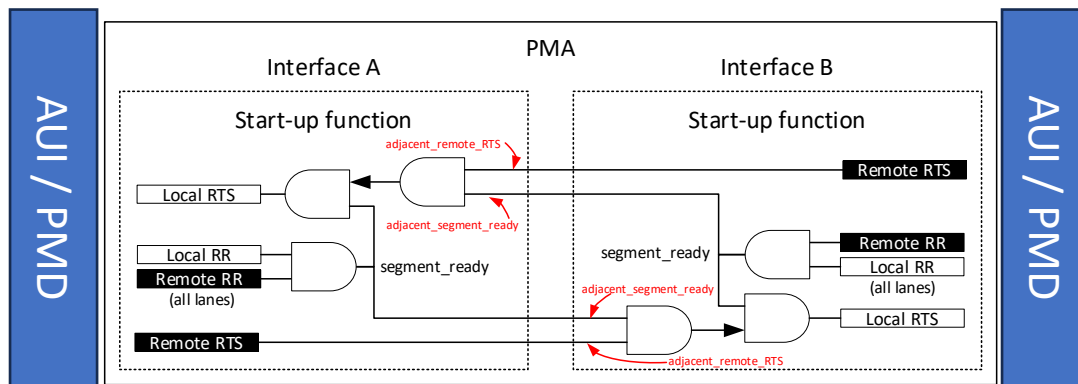 AUI / PMD
PMA
Interface A
Interface B
Start-up function
Start-up function
adjacent_remote_RTS
Remote RTS
Local RTS
adjacent_segment_ready
Local RR
Remote RR
(all lanes)
segment_ready
segment_ready
Remote RR
Local RR
(all lanes)
adjacent_segment_ready
Local RTS
Remote RTS
adjacent_remote_RTS
AUI / PMD